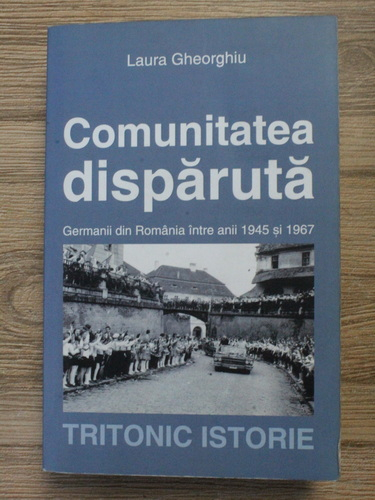 Laura Gheorghiu
Comunitatea
dispărută
Germanii din România între anii 1945 și 1967
TRITONIC ISTORIE